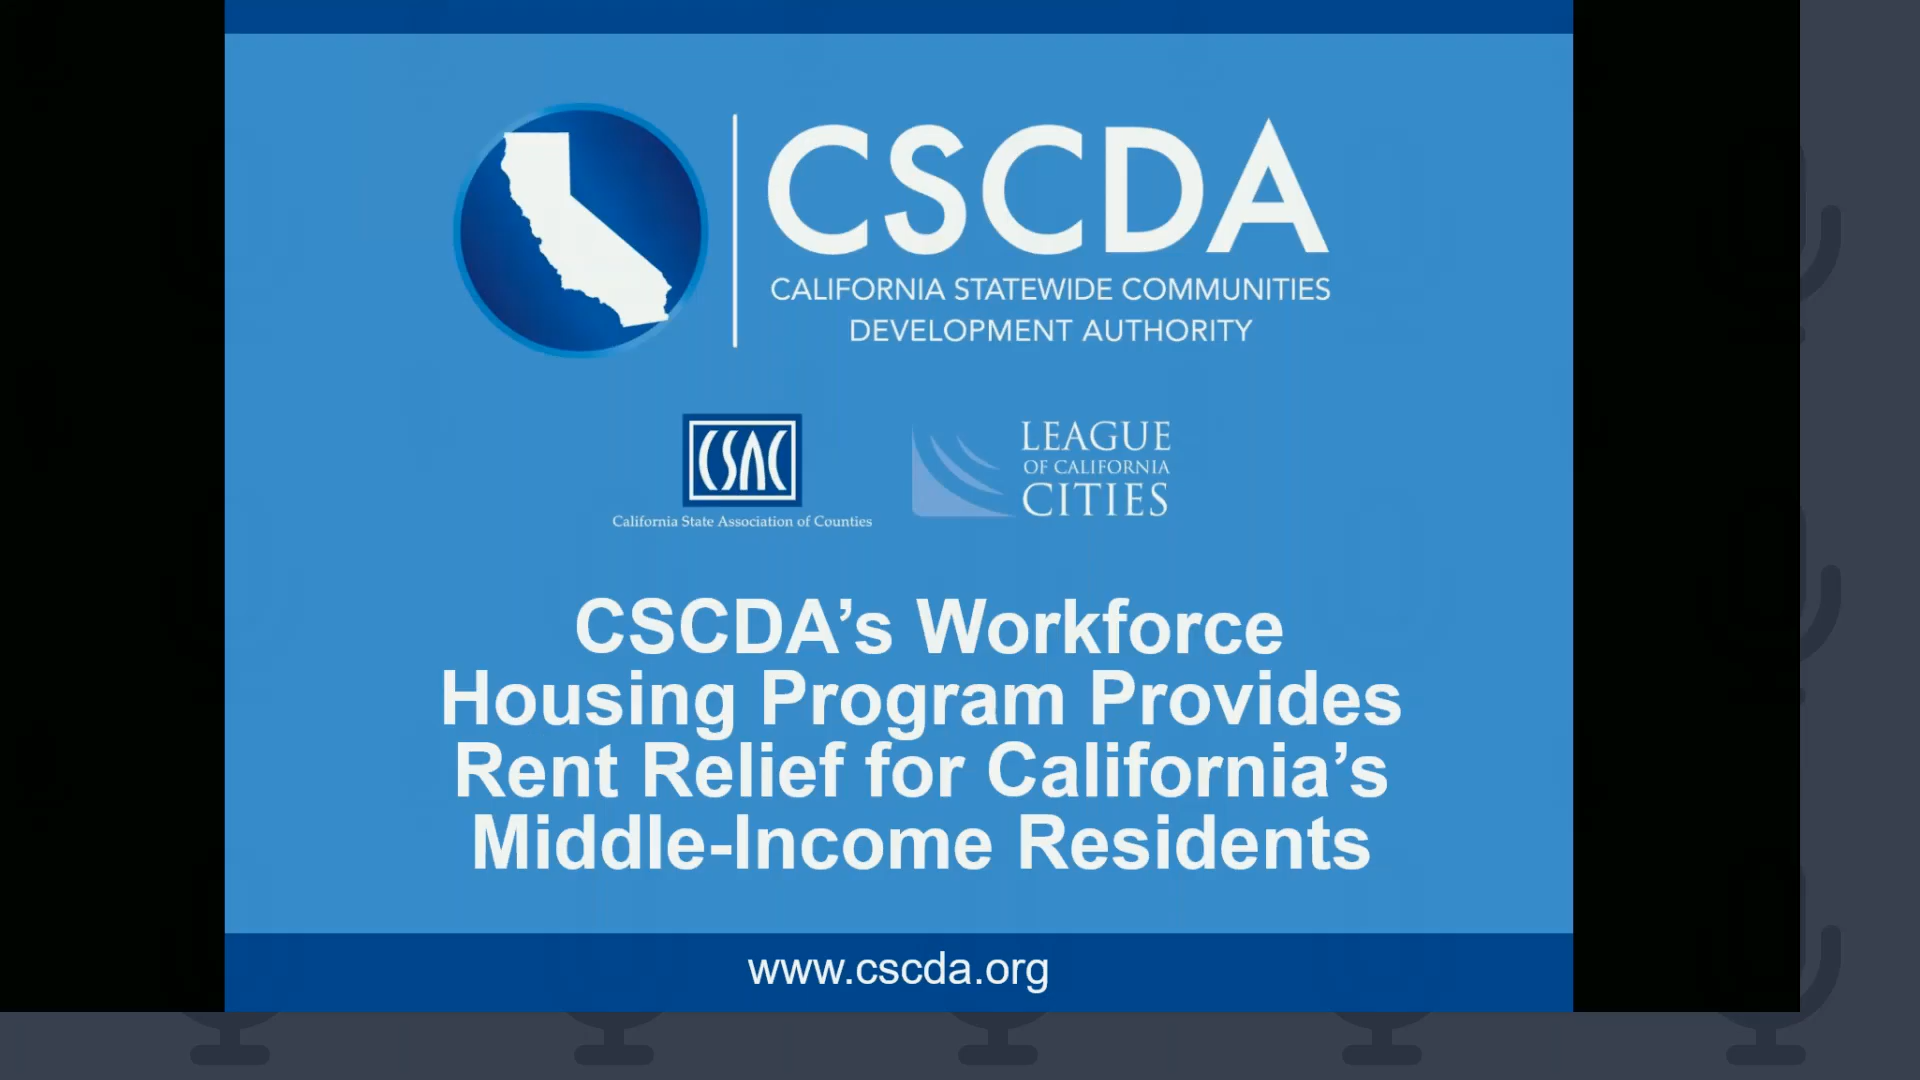 CSCDA
CALIFORNIA STATEWIDE COMMUNITIES
DEVELOPMENT AUTHORITY
CSAC
California State Association of Counties
LEAGUE
OF CALIFORNIA
CITIES
CSCDA’s Workforce
Housing Program Provides
Rent Relief for California’s
Middle-Income Residents
www.cscda.org